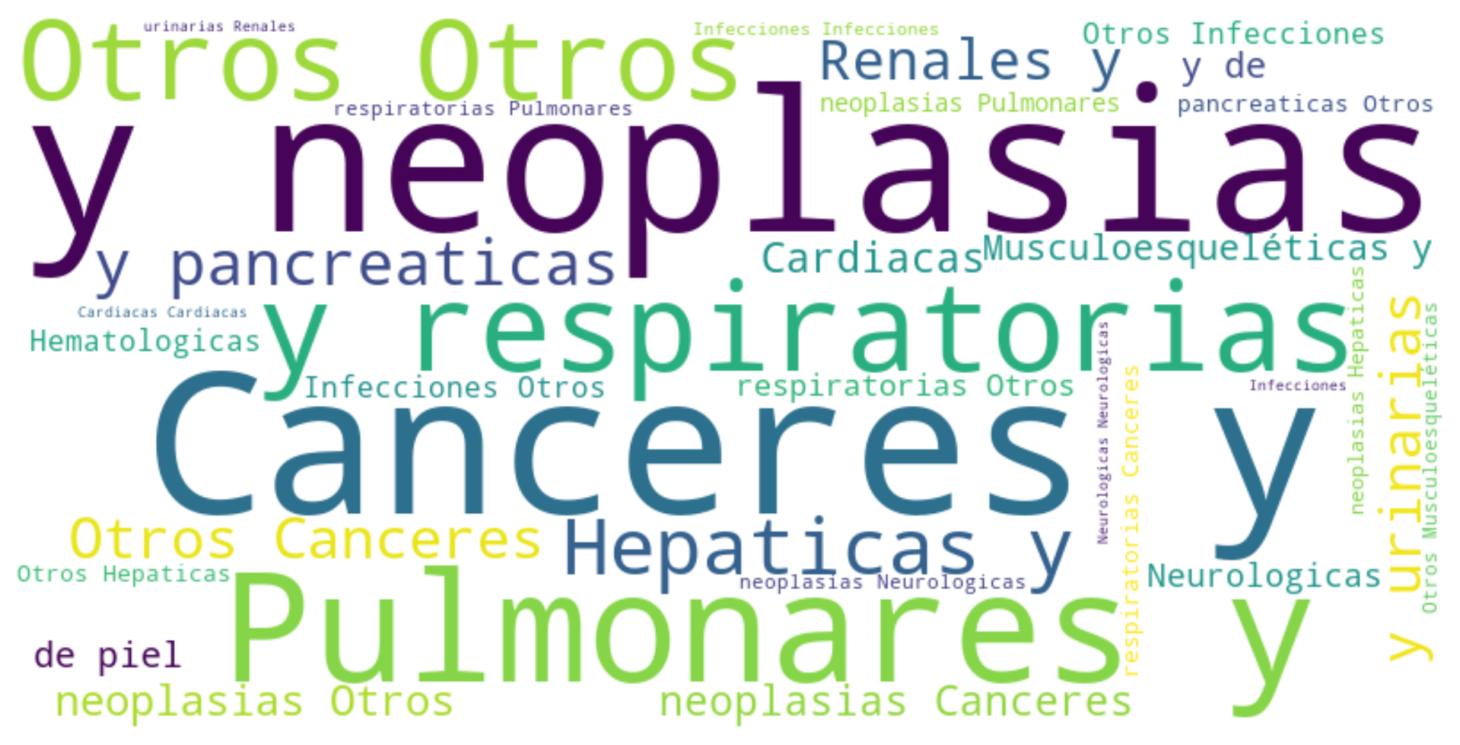 urinarias Renales
Otros Otros
Infecciones Infecciones
Renales y
Otros Infecciones
y de
respiratorias Pulmonares
neoplasias Pulmonares
pancreaticas Otros
y neoplasias
y pancreaticas
Cardiacas
Musculoesqueléticas y
Cardiacas Cardiacas
Hematologicas
y respiratorias
Infecciones Otros
respiratorias Otros
Infecciones
Canceres y
Neurologicas Neurologicas
respiratorias Canceres
neoplasias Hepaticas
y urinarias
Otros Musculoesqueléticas
Otros Canceres
Hepaticas y
Otros Hepaticas
neoplasias Neurologicas
Neurologicas
Pulmonares y
de piel
neoplasias Otros
neoplasias Canceres